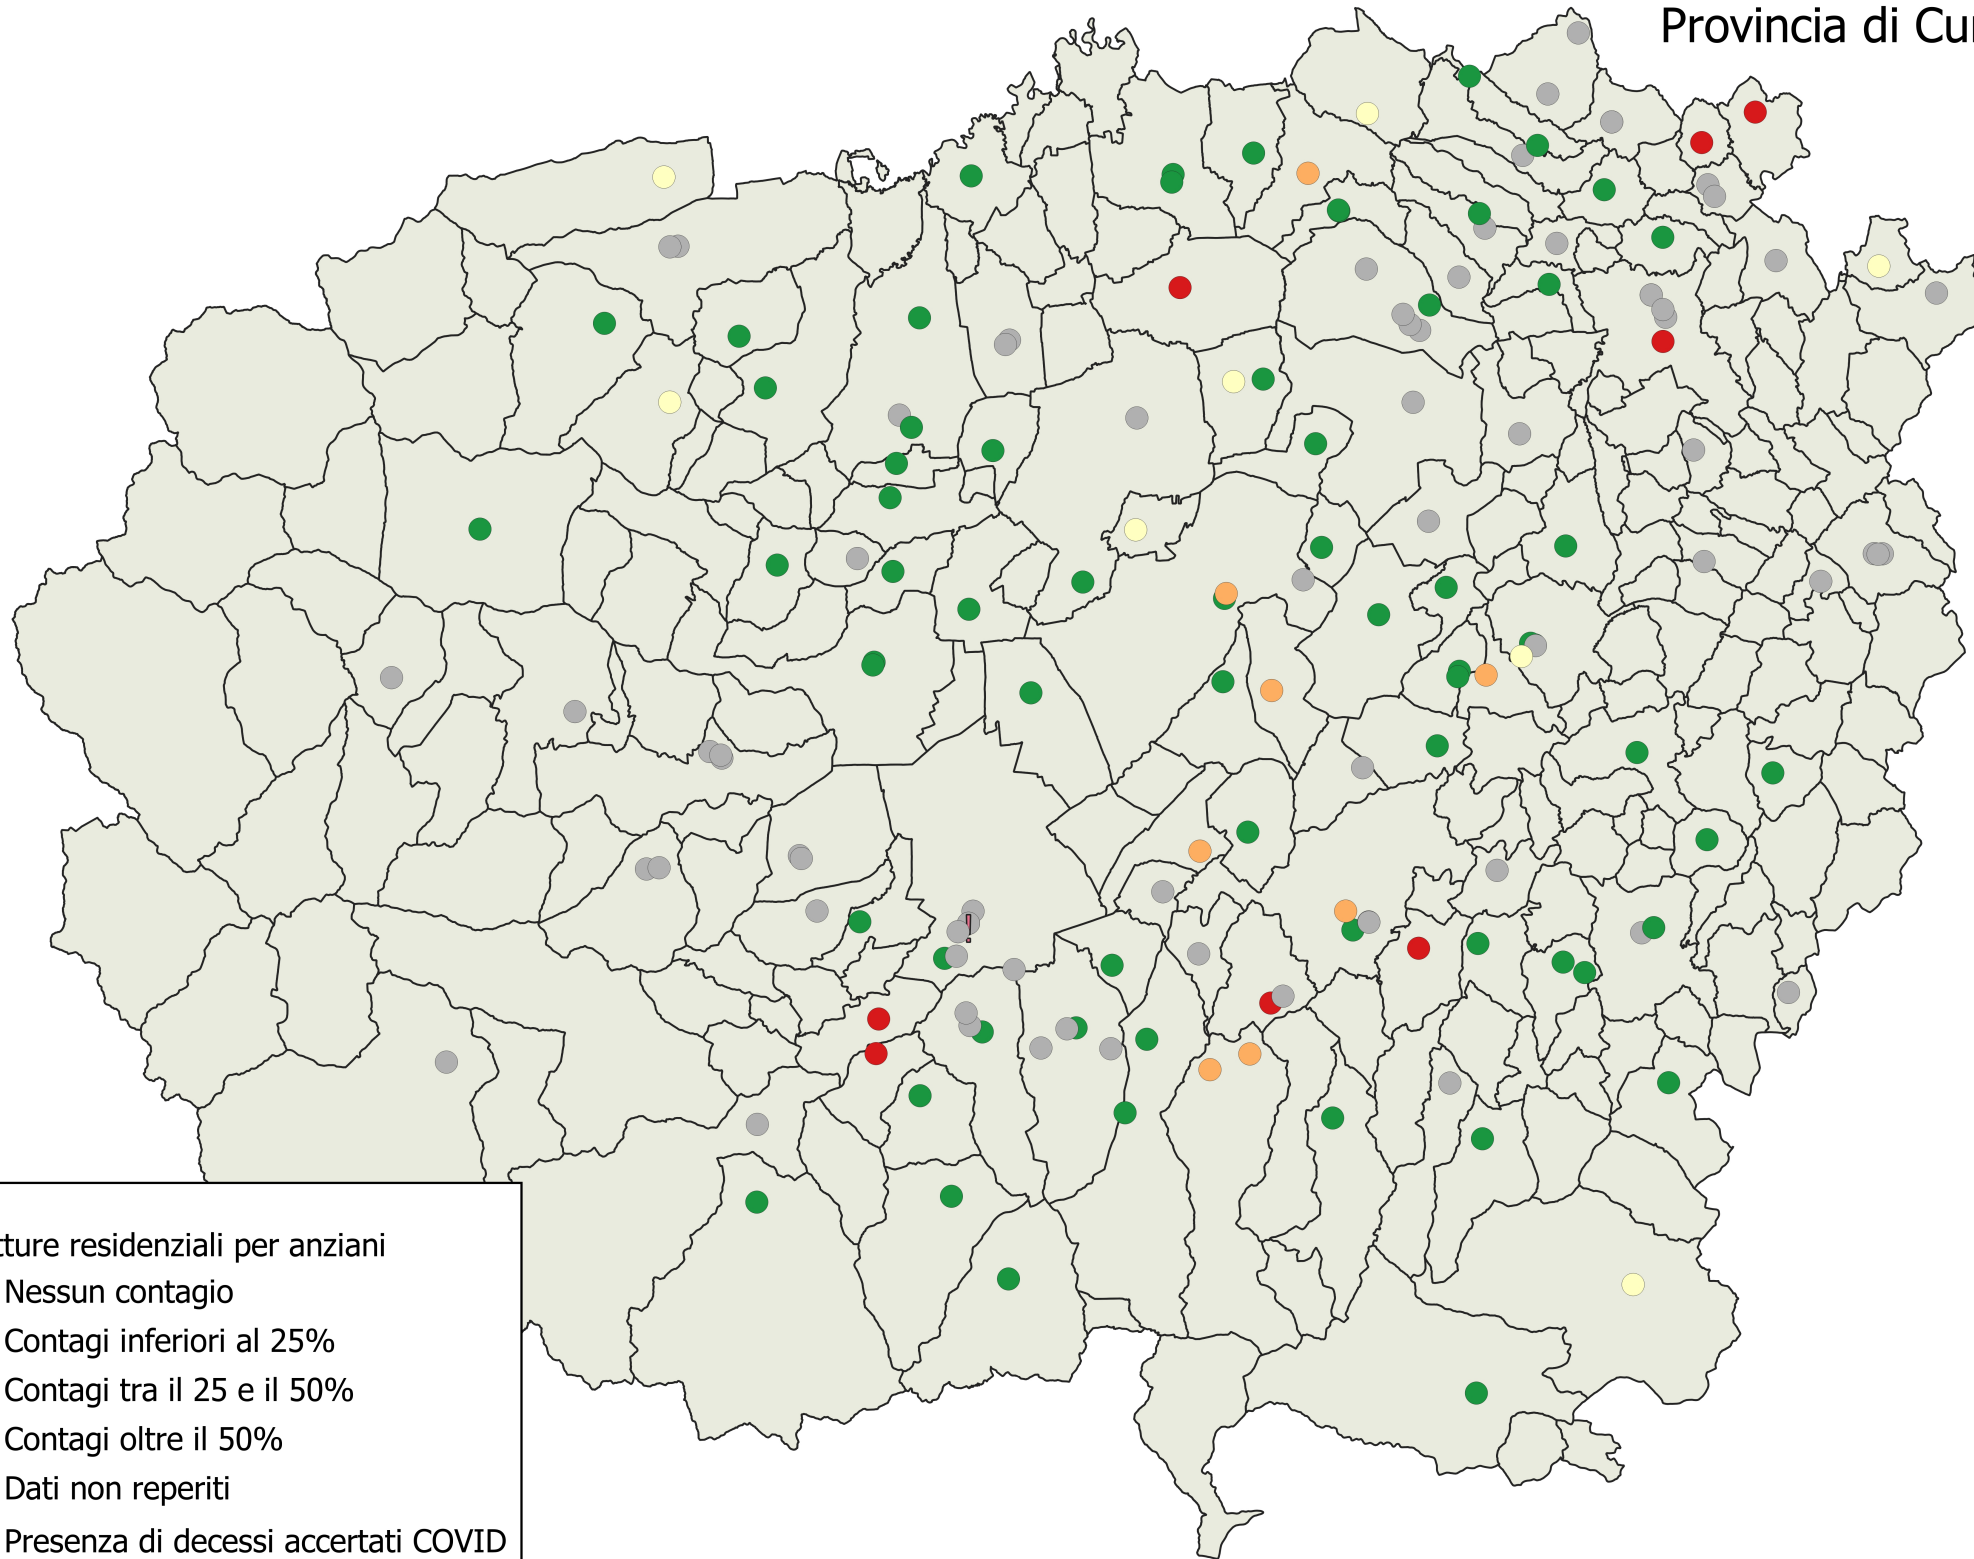 Provincia di Cu
tture residenziali per anziani
Nessun contagio
Contagi inferiori al 25%
Contagi tra il 25 e il 50%
Contagi oltre il 50%
Dati non reperiti
Presenza di decessi accertati COVID
!